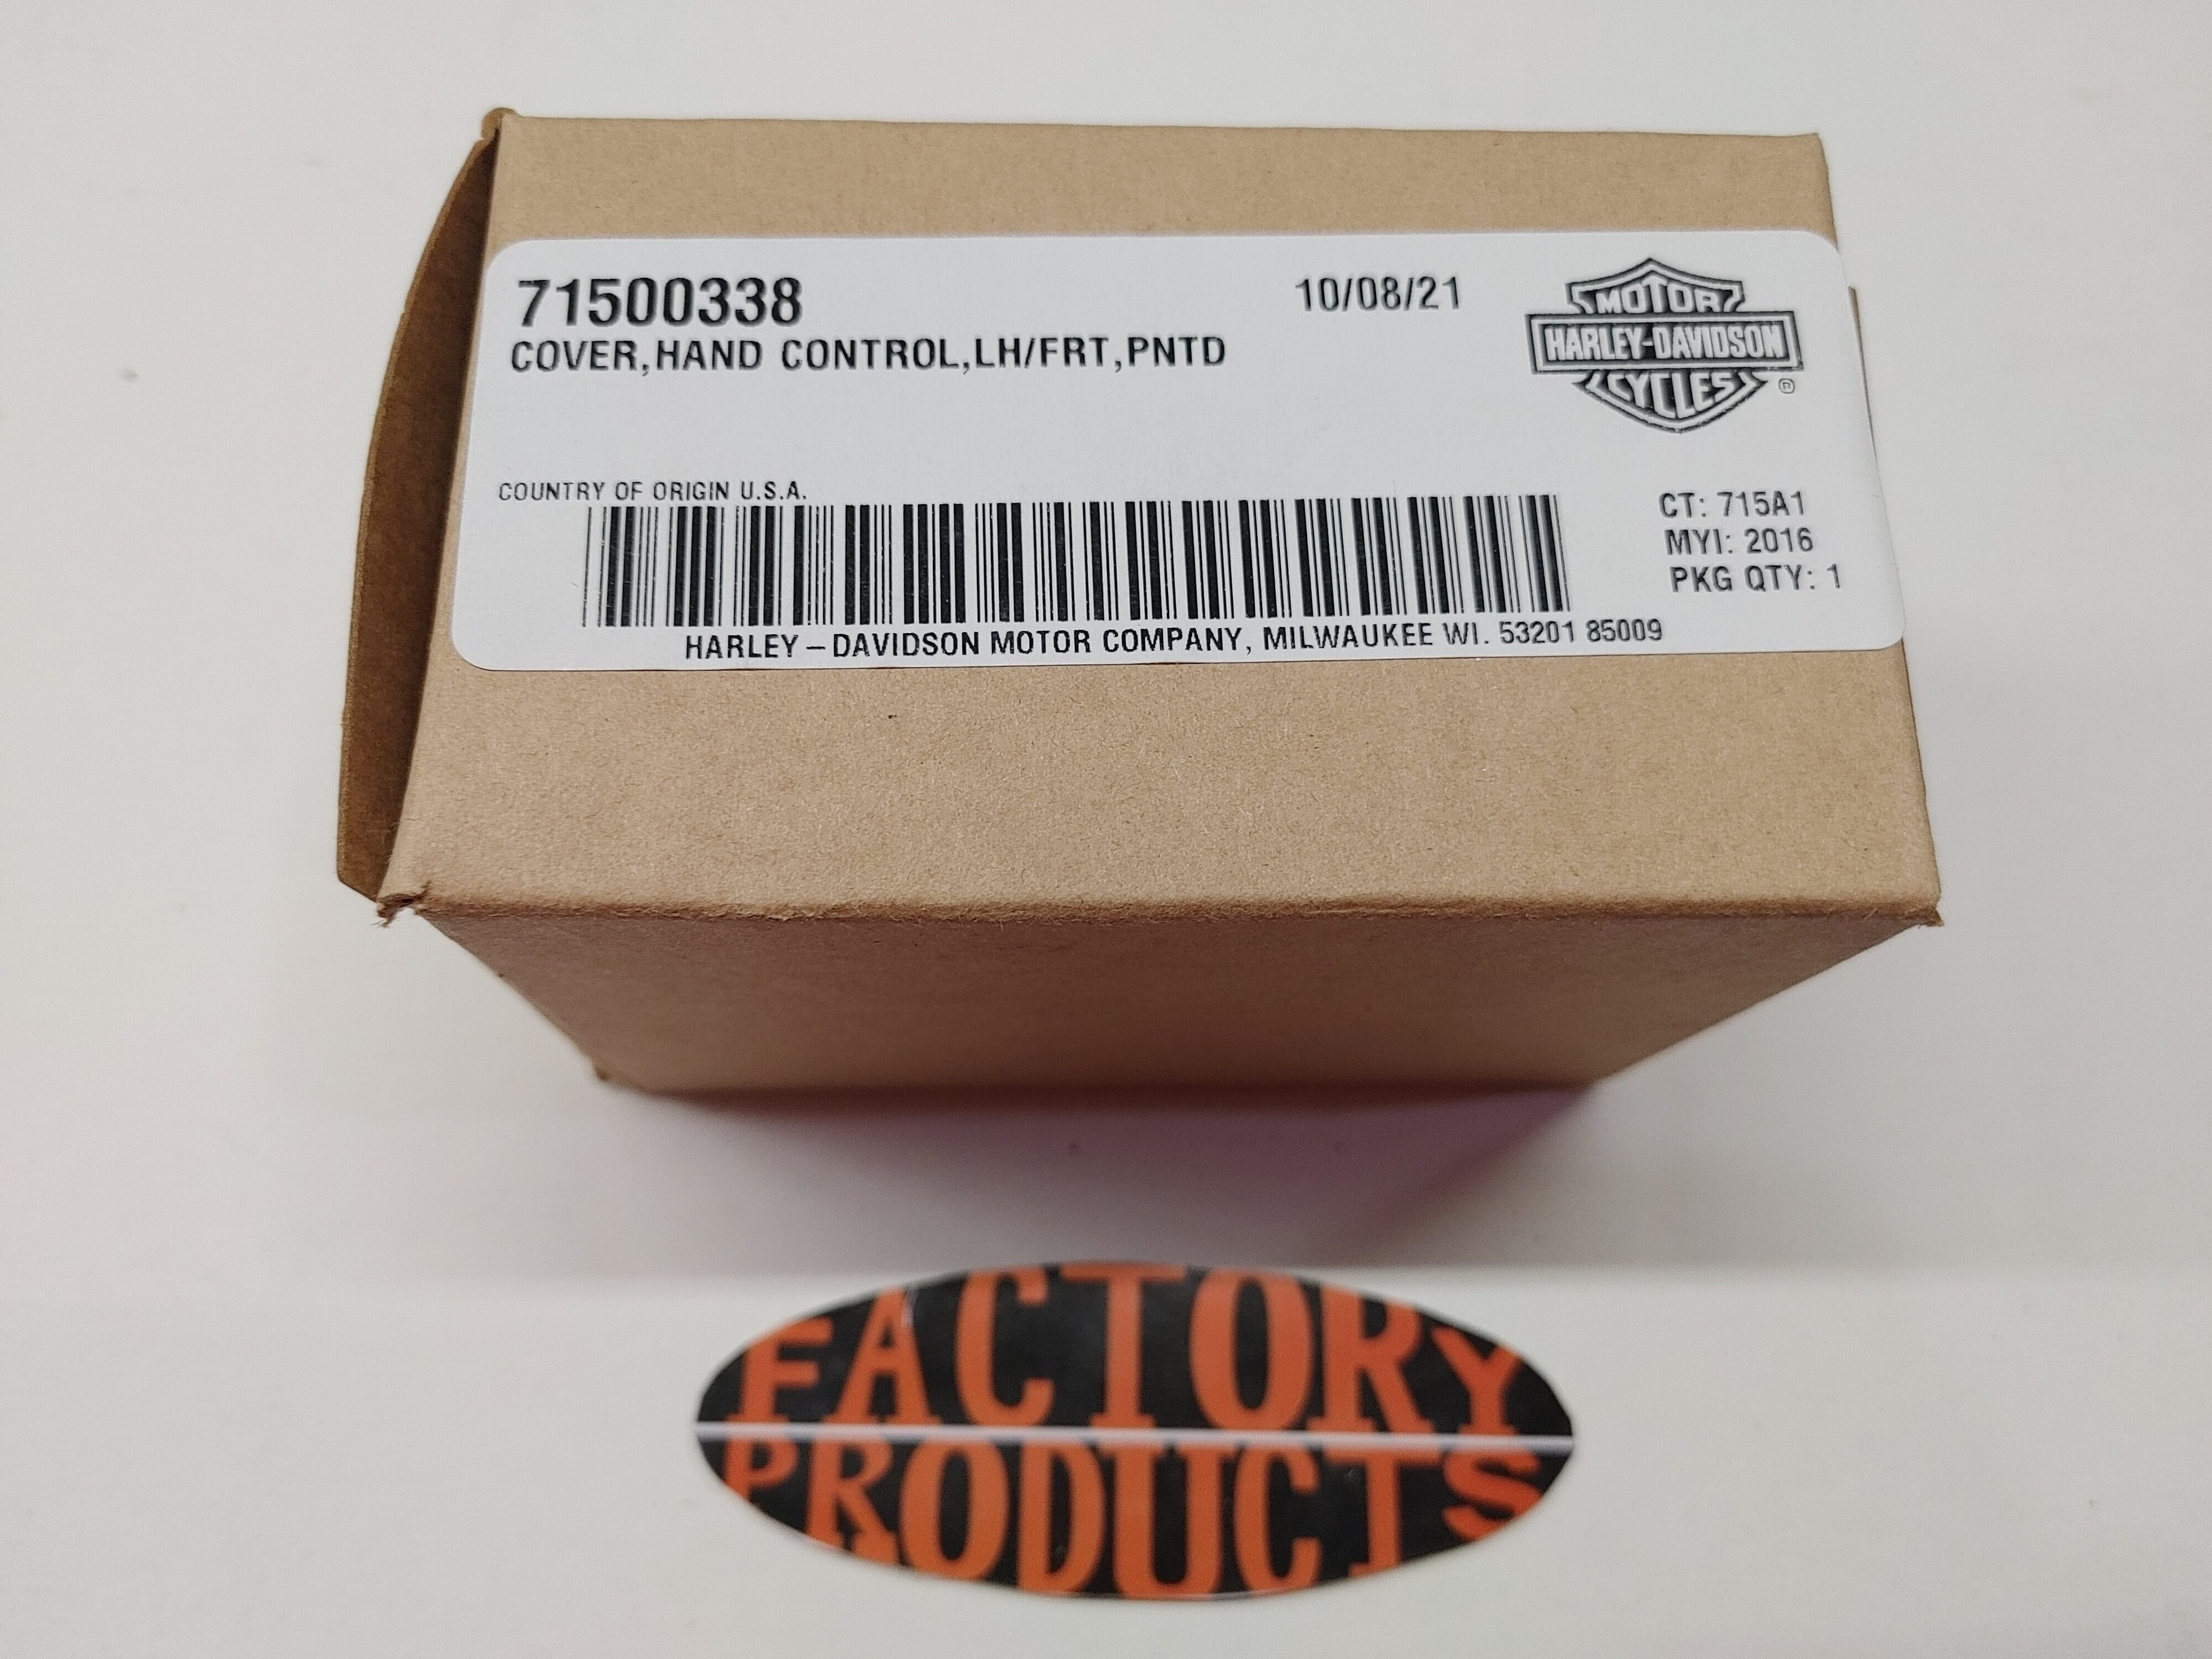 71500338
10/08/21
COVER,HAND CONTROL,LH/FRT,PNTD
MOTOR
HARLEY-DAVIDSON
CYCLES
®
COUNTRY OF ORIGIN U.S.A.
CT: 715A1
MYI: 2016
PKG QTY: 1
HARLEY – DAVIDSON MOTOR COMPANY, MILWAUKEE WI. 53201 85009
FACTORY
PRODUCTS